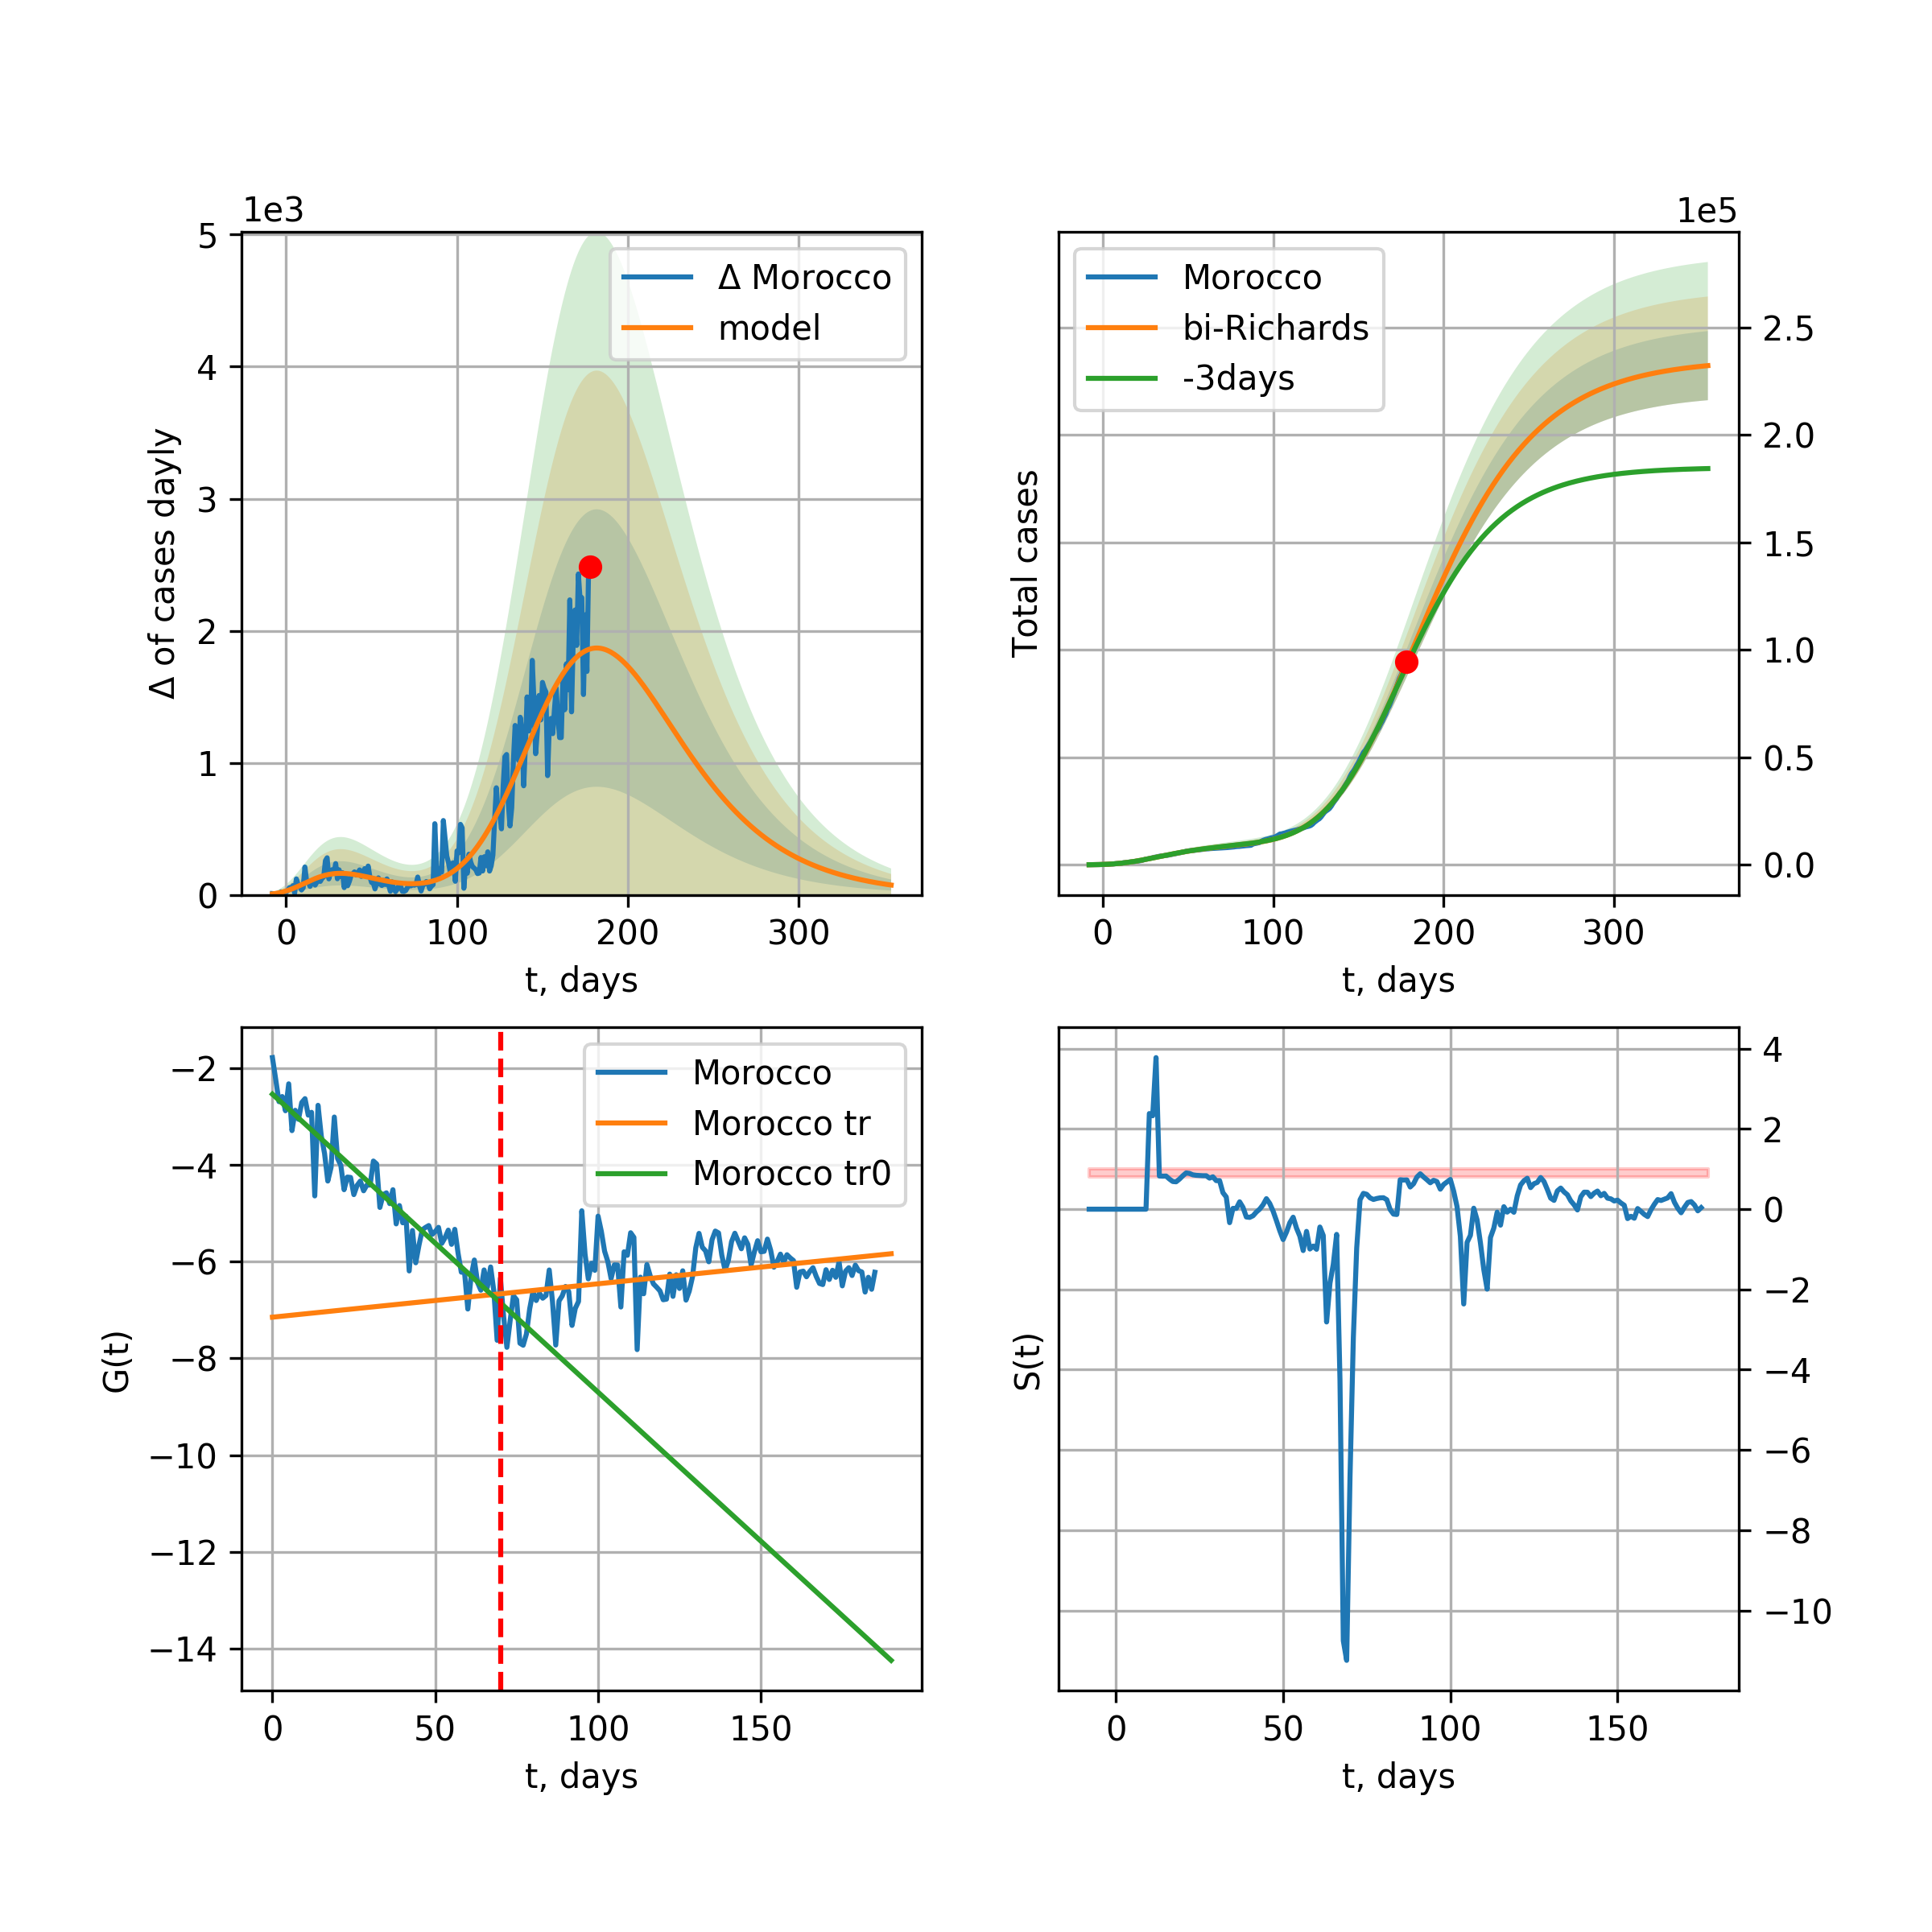 1e3
5
4
3
2
1
0
Δ of cases dayly
Δ Morocco
model
0
100
200
300
t, days
1e5
Morocco
bi-Richards
-3days
Total cases
2.5
2.0
1.5
1.0
0.5
0.0
0
100
200
300
t, days
−2
−4
−6
−8
−10
−12
−14
G(t)
Morocco
Morocco tr
Morocco tr0
0
50
100
150
t, days
S(t)
4
2
0
−2
−4
−6
−8
−10
0
50
100
150
t, days